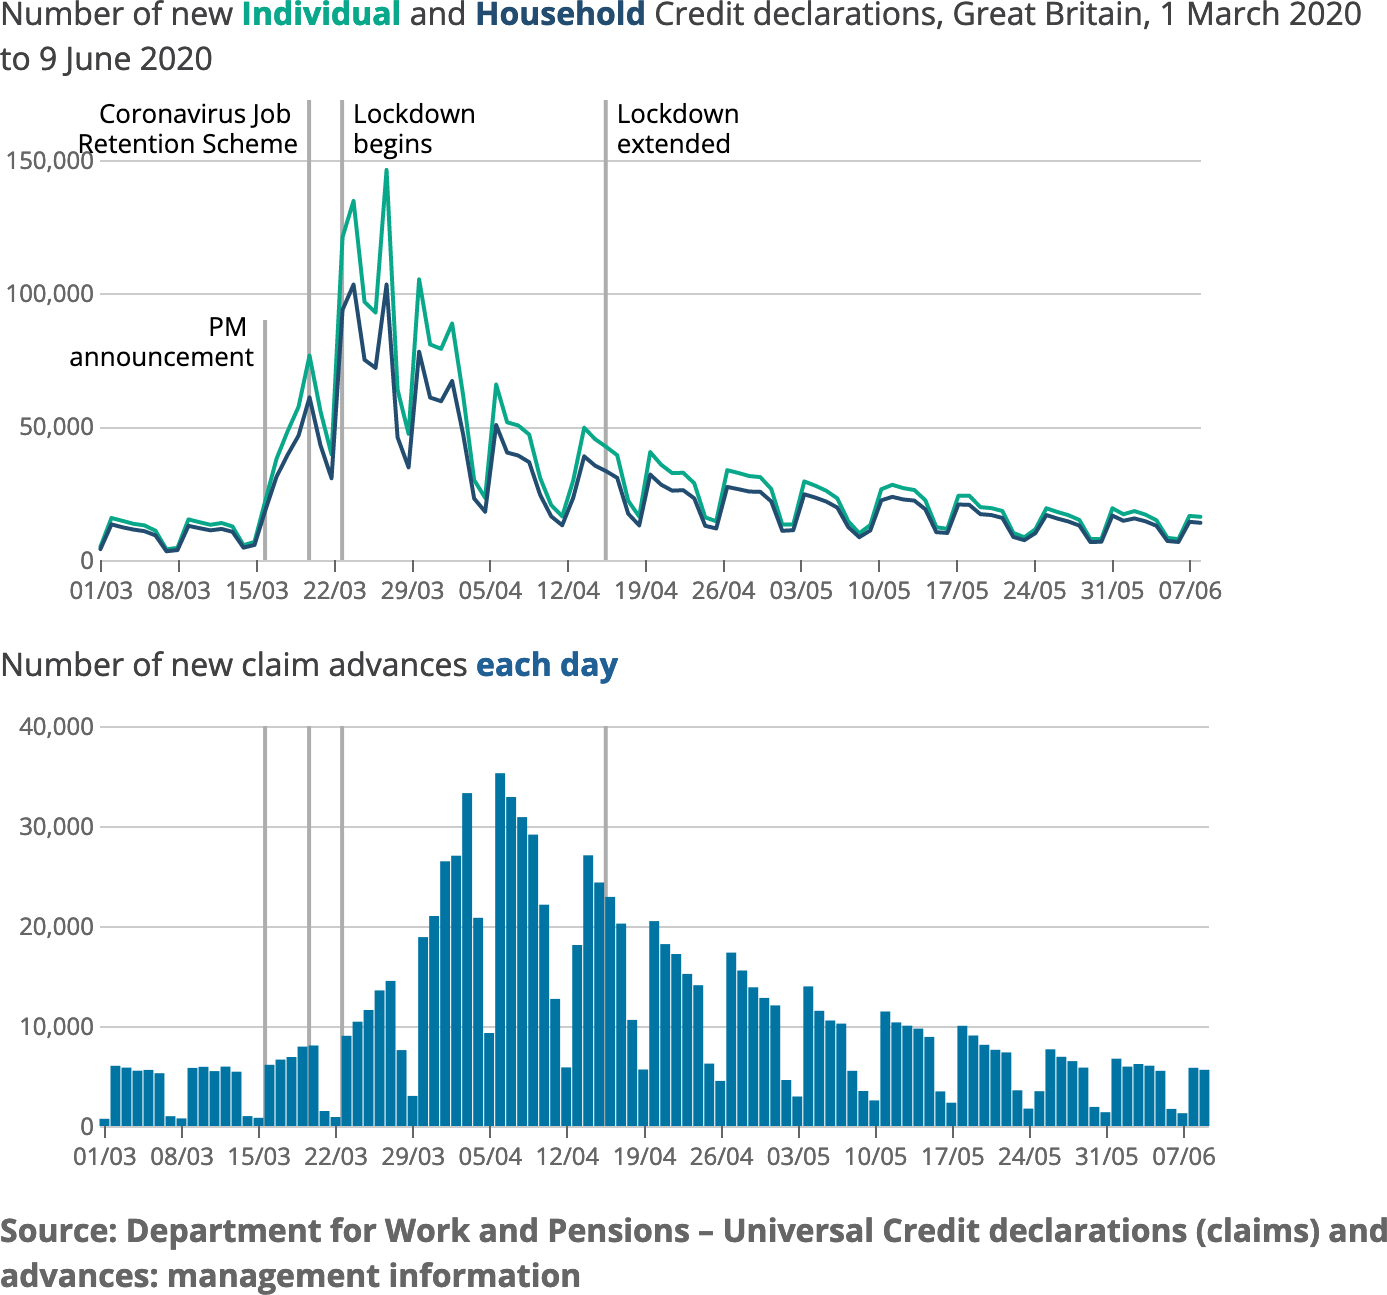 Number of new Individual and Household Credit declarations, Great Britain, 1 March 2020
to 9 June 2020
Coronavirus Job
Retention Scheme
Lockdown
begins
Lockdown
extended
PM
announcement
150,000
100,000
50,000
0
01/03 08/03 15/03 22/03 29/03 05/04 12/04 19/04 26/04 03/05 10/05 17/05 24/05 31/05 07/06
Number of new claim advances each day
40,000
30,000
20,000
10,000
0
01/03 08/03 15/03 22/03 29/03 05/04 12/04 19/04 26/04 03/05 10/05 17/05 24/05 31/05 07/06
Source: Department for Work and Pensions – Universal Credit declarations (claims) and
advances: management information